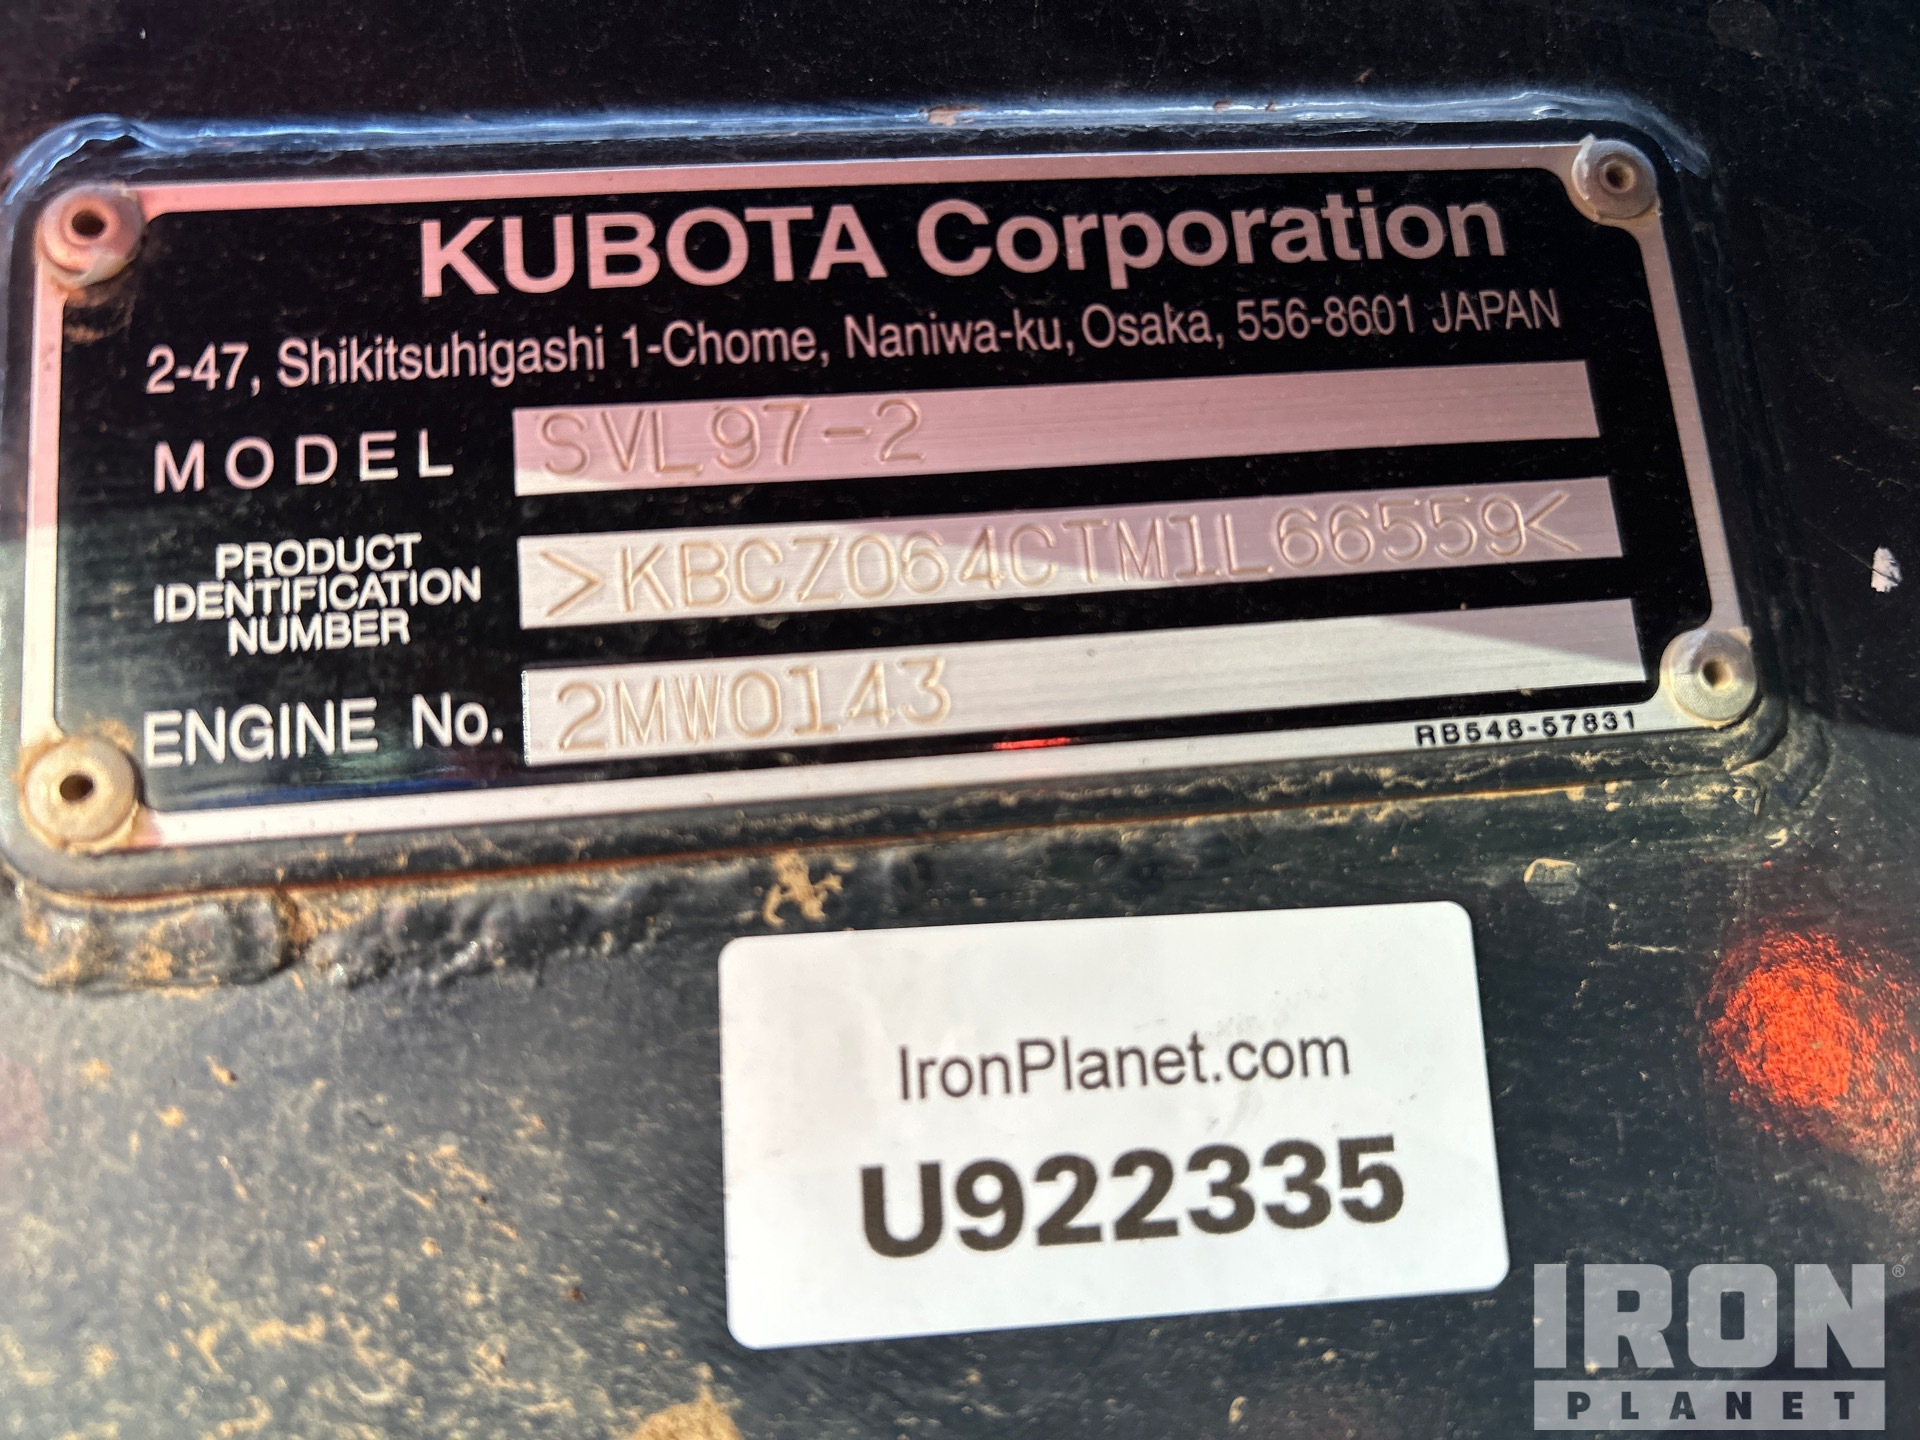 KUBOTA Corporation
2-47, Shikitsuhigashi 1-Chome, Naniwa-ku, Osaka, 556-8601 JAPAN
MODEL SVL97-2
PRODUCT
IDENTIFICATION
NUMBER
>KBCZ064CTM1L66559<
ENGINE No. 2MW0143
RB548-57831
IronPlanet.com
U922335
IRON®
PLANET